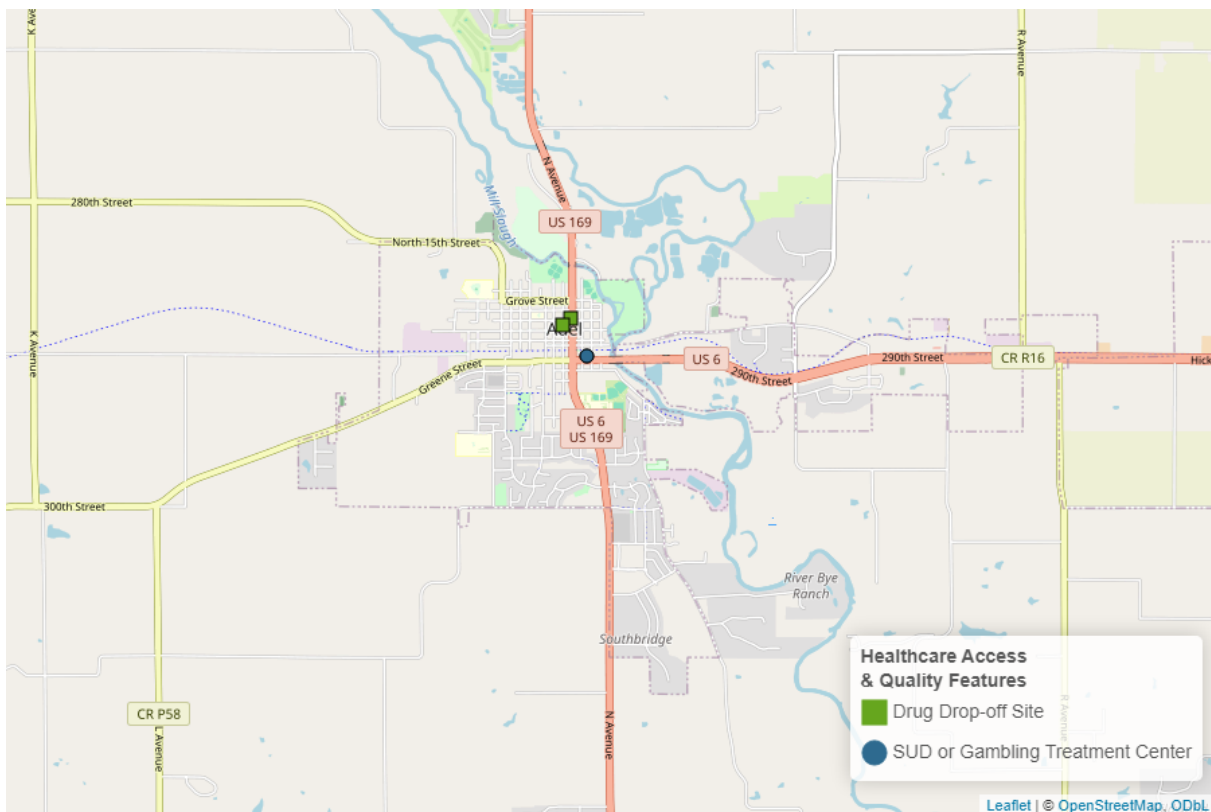 K Avenue
R Avenue
N Avenue
280th Street
Mill Slough
US 169
North 15th Street
Grove Street
Adel
K Avenue
Greene Street
US 6
290th Street
290th Street
CR R16
Hick
US 6
US 169
300th Street
River Bye
Ranch
Southbridge
CR P58
L Avenue
N Avenue
R Avenue
Healthcare Access
& Quality Features
Drug Drop-off Site
SUD or Gambling Treatment Center
Leaflet | © OpenStreetMap, ODbL